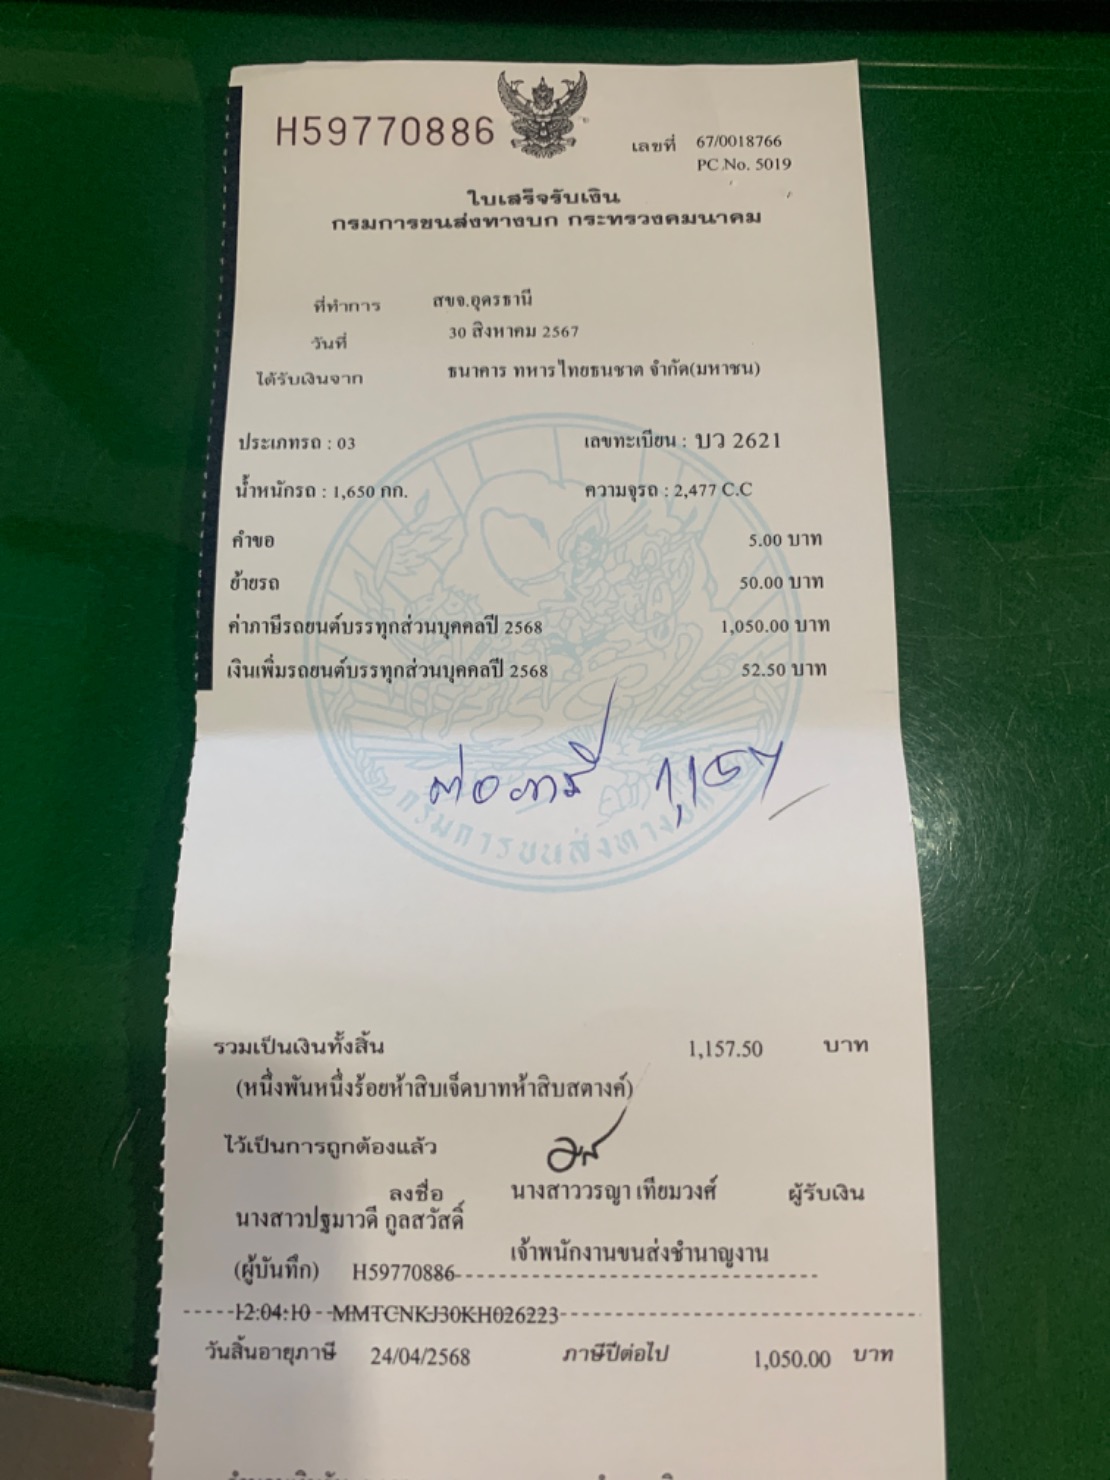 H59770886
เลขที่ 67/0018766
PC.No. 5019
ใบเสร็จรับเงิน
กรมการขนส่งทางบก กระทรวงคมนาคม
ที่ทำการ สขจ.อุดรธานี
วันที่ 30 สิงหาคม 2567
ได้รับเงินจาก ธนาคาร ทหารไทยธนชาต จำกัด(มหาชน)
ประเภทรถ : 03 เลขทะเบียน : บว 2621
น้ำหนักรถ : 1,650 กก. ความจุรถ : 2,477 C.C
คำขอ 5.00 บาท
ย้ายรถ 50.00 บาท
ค่าภาษีรถยนต์บรรทุกส่วนบุคคลปี 2568 1,050.00 บาท
เงินเพิ่มรถยนต์บรรทุกส่วนบุคคลปี 2568 52.50 บาท
ต่อภาษี
กรมการขนส่งทางบก
รวมเป็นเงินทั้งสิ้น 1,157.50 บาท
(หนึ่งพันหนึ่งร้อยห้าสิบเจ็ดบาทห้าสิบสตางค์)
ไว้เป็นการถูกต้องแล้ว
ลงชื่อ นางสาววรญา เทียมวงศ์ ผู้รับเงิน
นางสาวปฐมาวดี กูลสวัสดิ์
เจ้าพนักงานขนส่งชำนาญงาน
(ผู้บันทึก) H59770886
12:04:10 MMTCNKJ30KH026223
วันสิ้นอายุภาษี 24/04/2568 ภาษีปีต่อไป 1,050.00 บาท